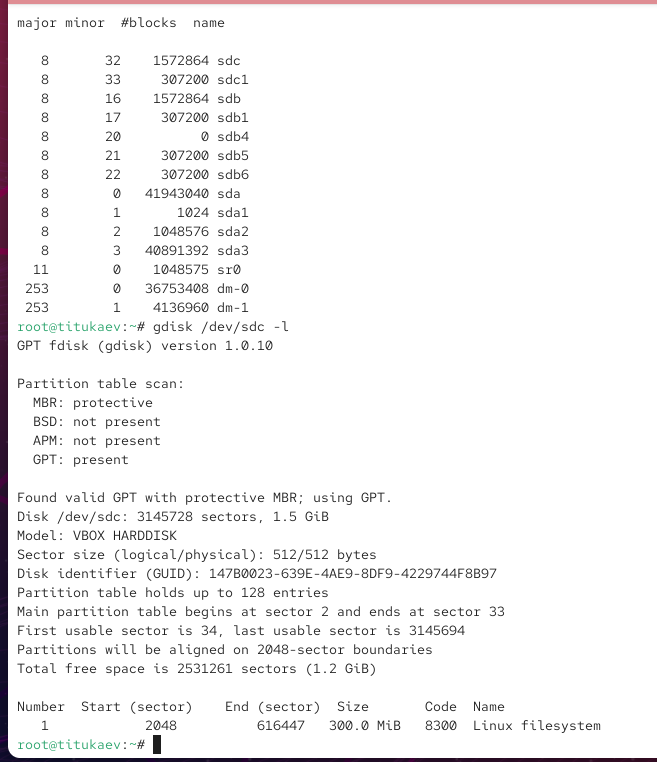 major minor  #blocks  name

   8       32    1572864 sdc
   8       33     307200 sdc1
   8       16    1572864 sdb
   8       17     307200 sdb1
   8       20          0 sdb4
   8       21     307200 sdb5
   8       22     307200 sdb6
   8        0   41943040 sda
   8        1       1024 sda1
   8        2    1048576 sda2
   8        3   40891392 sda3
  11        0    1048575 sr0
 253        0   36753408 dm-0
 253        1    4136960 dm-1
root@titukaev:~# gdisk /dev/sdc -l
GPT fdisk (gdisk) version 1.0.10

Partition table scan:
  MBR: protective
  BSD: not present
  APM: not present
  GPT: present

Found valid GPT with protective MBR; using GPT.
Disk /dev/sdc: 3145728 sectors, 1.5 GiB
Model: VBOX HARDDISK
Sector size (logical/physical): 512/512 bytes
Disk identifier (GUID): 147B0023-639E-4AE9-8DF9-4229744F8B97
Partition table holds up to 128 entries
Main partition table begins at sector 2 and ends at sector 33
First usable sector is 34, last usable sector is 3145694
Partitions will be aligned on 2048-sector boundaries
Total free space is 2531261 sectors (1.2 GiB)

Number  Start (sector)    End (sector)  Size       Code  Name
   1            2048          616447   300.0 MiB   8300  Linux filesystem
root@titukaev:~#